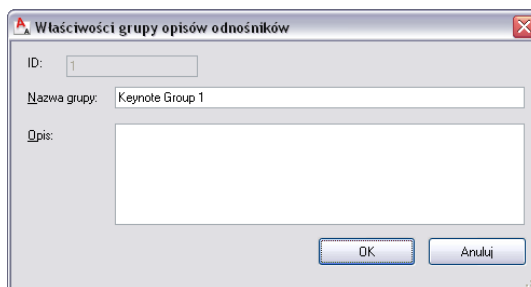 Właściwości grupy opisów odnośników
ID: 1
Nazwa grupy: Keynote Group 1
Opis:
OK Anuluj